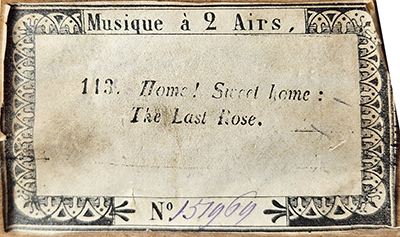 Musique à 2 Airs,
113. Home! Sweet home:
The Last Rose.
Nº 151969